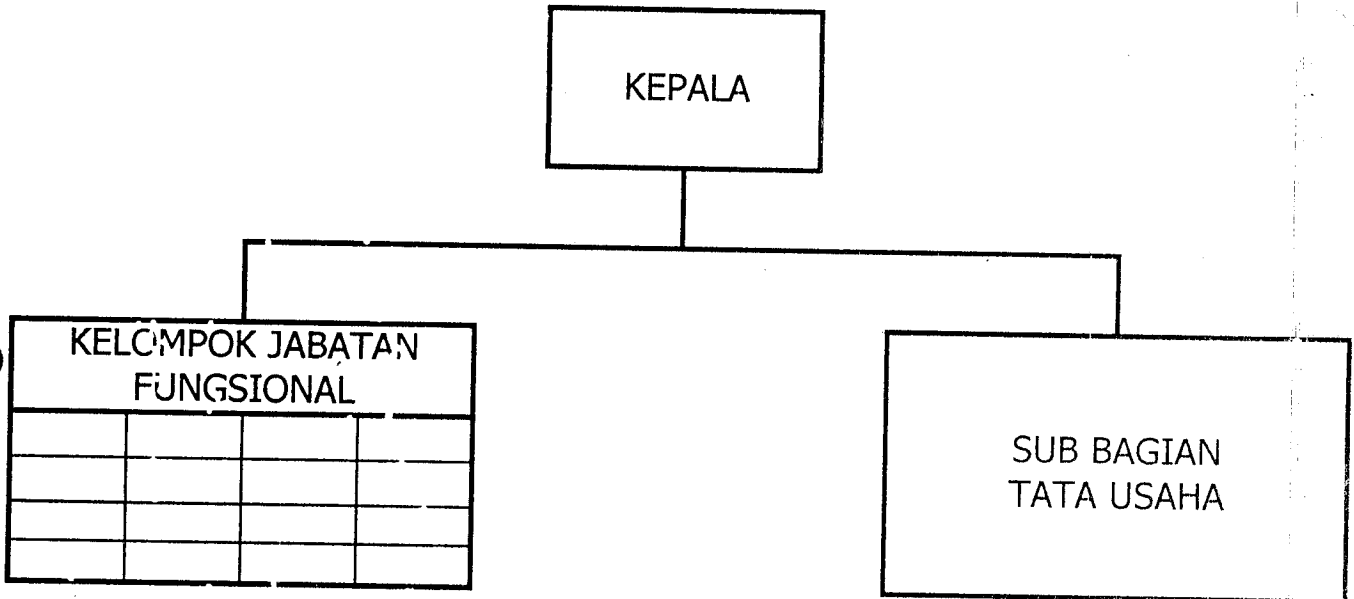 KEPALA
KELOMPOK JABATAN
FUNGSIONAL
SUB BAGIAN
TATA USAHA